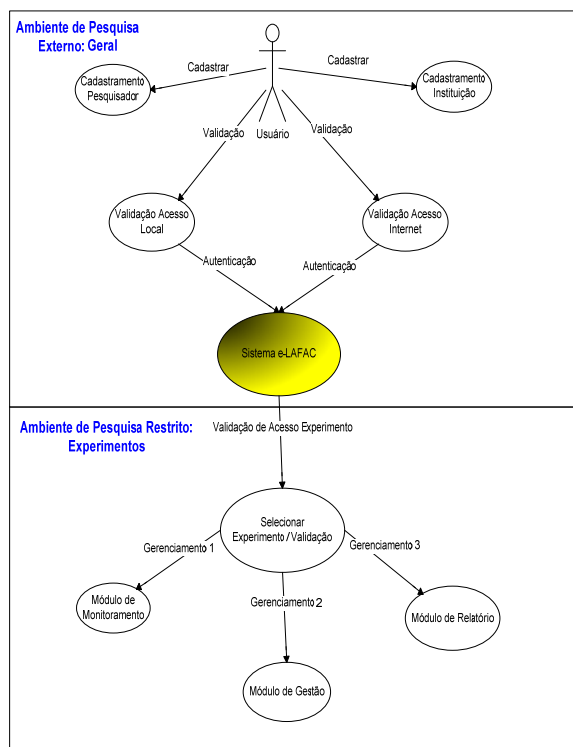 Ambiente de Pesquisa
Externo: Geral
Cadastrar
Cadastrar
Cadastramento
Pesquisador
Cadastramento
Instituição
Validação
Usuário
Validação
Validação Acesso
Local
Validação Acesso
Internet
Autenticação
Autenticação
Sistema e-LAFAC
Ambiente de Pesquisa Restrito:
Experimentos
Validação de Acesso Experimento
Selecionar
Experimento / Validação
Gerenciamento 1
Gerenciamento 3
Módulo de
Monitoramento
Gerenciamento 2
Módulo de Relatório
Módulo de Gestão